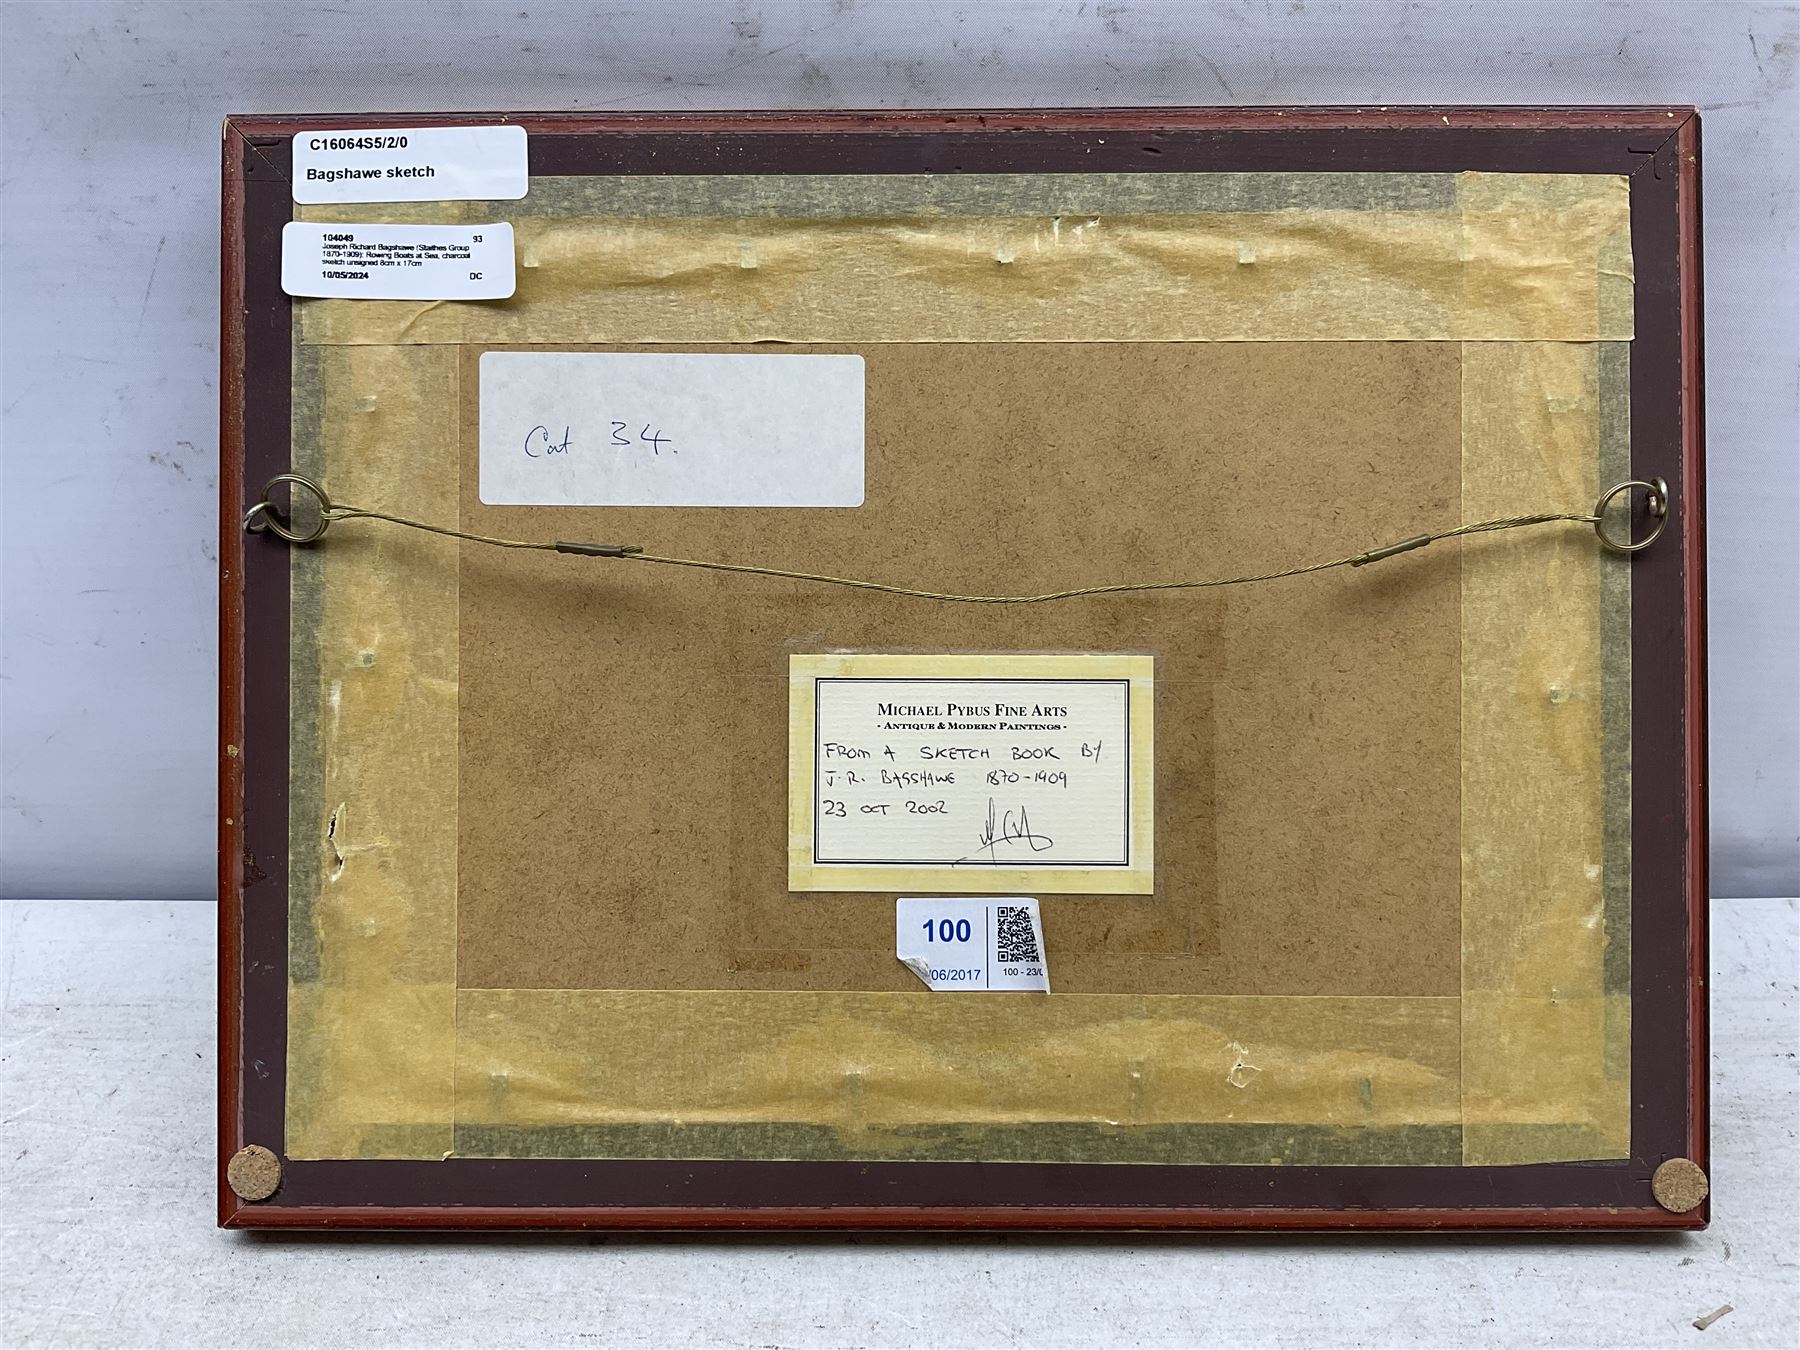 C16064S5/2/0
Bagshawe sketch
104049 93
Joseph Richard Bagshawe (Staithes Group
1870-1909): Rowing Boats at Sea, charcoal
sketch unsigned 8cm x 17cm
10/05/2024 DC
Cat 34.
MICHAEL PYBUS FINE ARTS
- ANTIQUE & MODERN PAINTINGS -
FROM A SKETCH BOOK BY
J.R. BAGSHAWE 1870-1909
23 OCT 2002
100
/06/2017
100 - 23/0